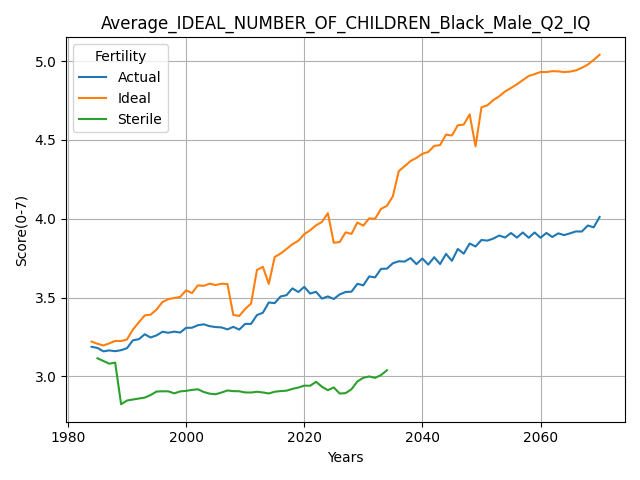 Average_IDEAL_NUMBER_OF_CHILDREN_Black_Male_Q2_IQ
Fertility
Actual
Ideal
Sterile
Score(0-7)
5.0
4.5
4.0
3.5
3.0
1980
2000
2020
2040
2060
Years